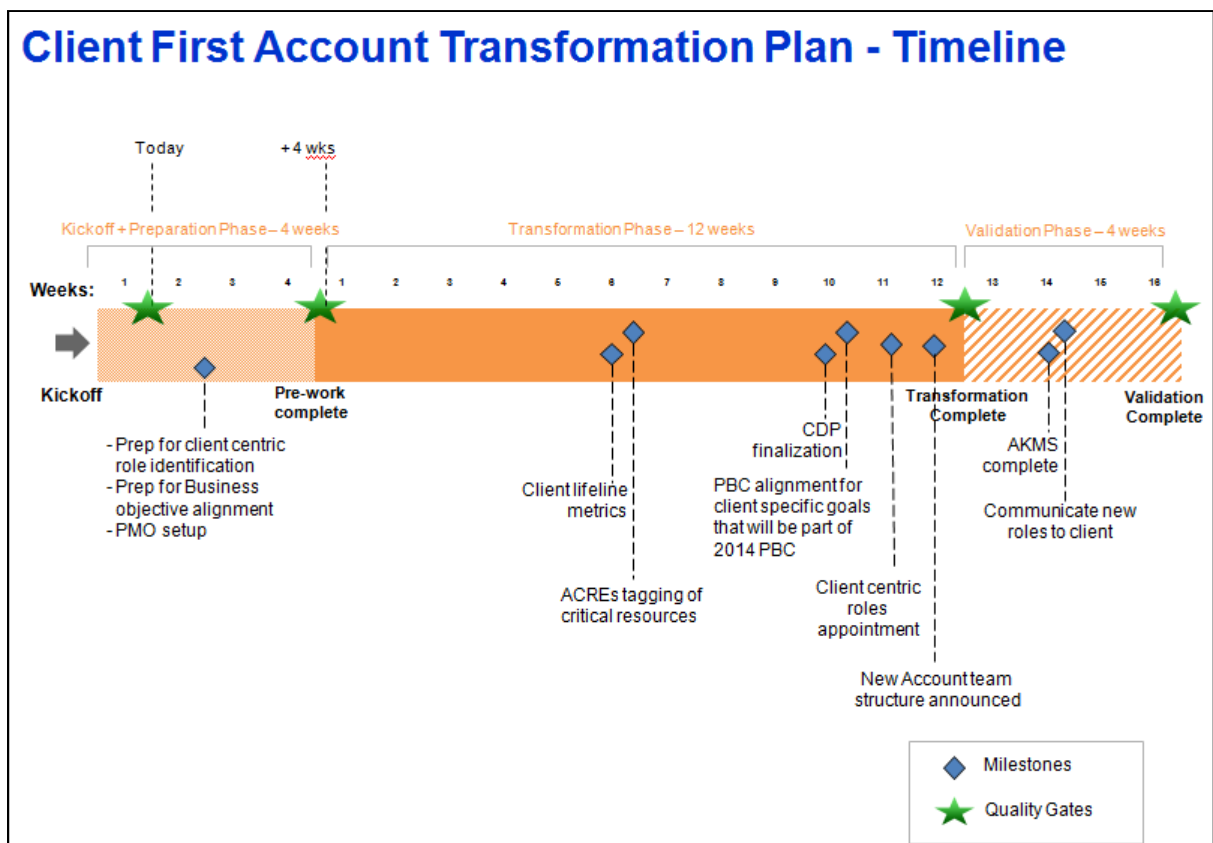 Client First Account Transformation Plan - Timeline
Today
+4 wks
Kickoff + Preparation Phase – 4 weeks
Transformation Phase – 12 weeks
Validation Phase – 4 weeks
Weeks:
1 2 3 4 1 2 3 4 5 6 7 8 9 10 11 12 13 14 15 16
Kickoff
Pre-work
complete
Transformation
Complete
Validation
Complete
- Prep for client centric
role identification
- Prep for Business
objective alignment
- PMO setup
Client lifeline
metrics
ACREs tagging of
critical resources
CDP
finalization
PBC alignment for
client specific goals
that will be part of
2014 PBC
Client centric
roles
appointment
New Account team
structure announced
AKMS
complete
Communicate new
roles to client
Milestones
Quality Gates